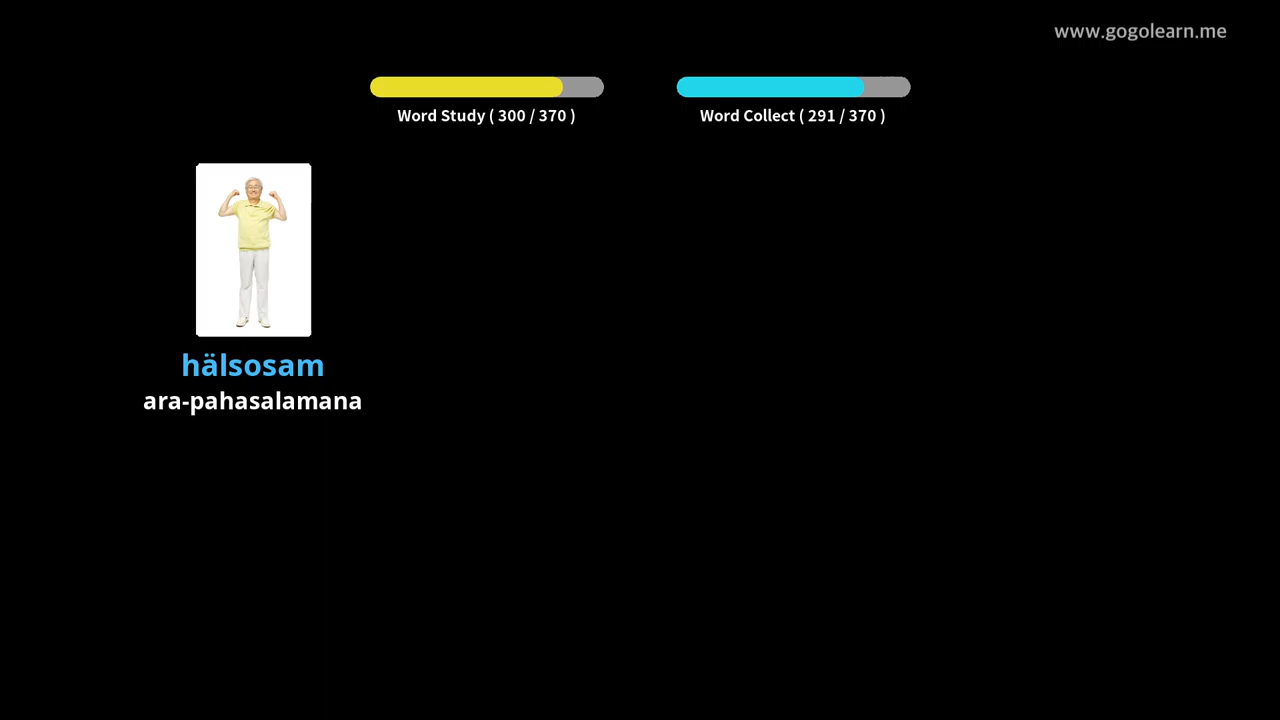 www.gogolearn.me
Word Study ( 300 / 370 )
Word Collect ( 291 / 370 )
hälsosam
ara-pahasalamana